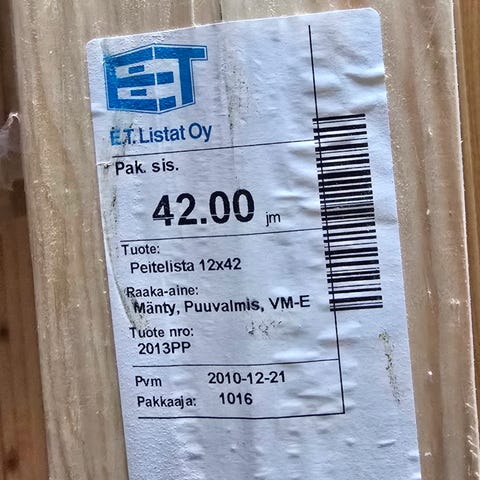 ET
E.T. Listat Oy
Pak. sis.
42.00 jm
Tuote:
Peitelista 12x42
Raaka-aine:
Mänty, Puuvalmis, VM-E
Tuote nro:
2013PP
Pvm 2010-12-21
Pakkaaja: 1016